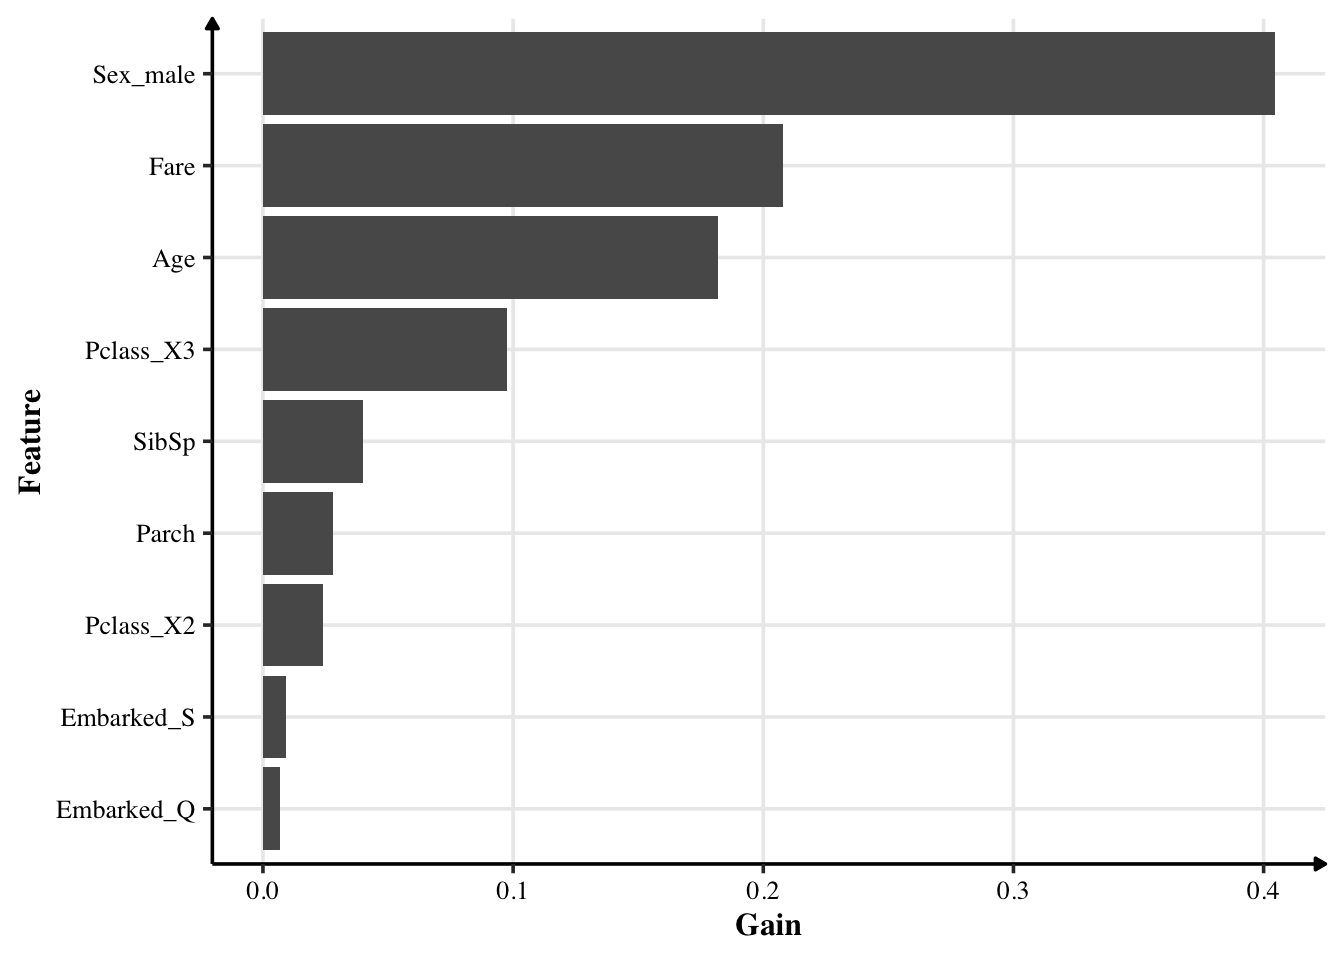 Sex_male
Fare
Age
Pclass_X3
SibSp
Parch
Pclass_X2
Embarked_S
Embarked_Q
Feature
0.0 0.1 0.2 0.3 0.4
Gain